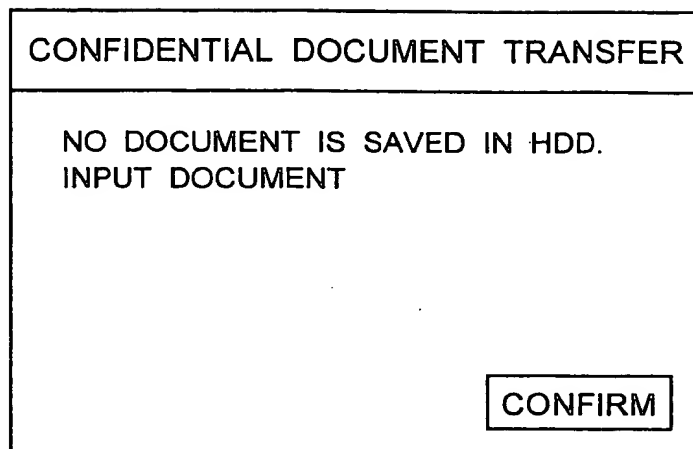 CONFIDENTIAL DOCUMENT TRANSFER
NO DOCUMENT IS SAVED IN HDD.
INPUT DOCUMENT
CONFIRM